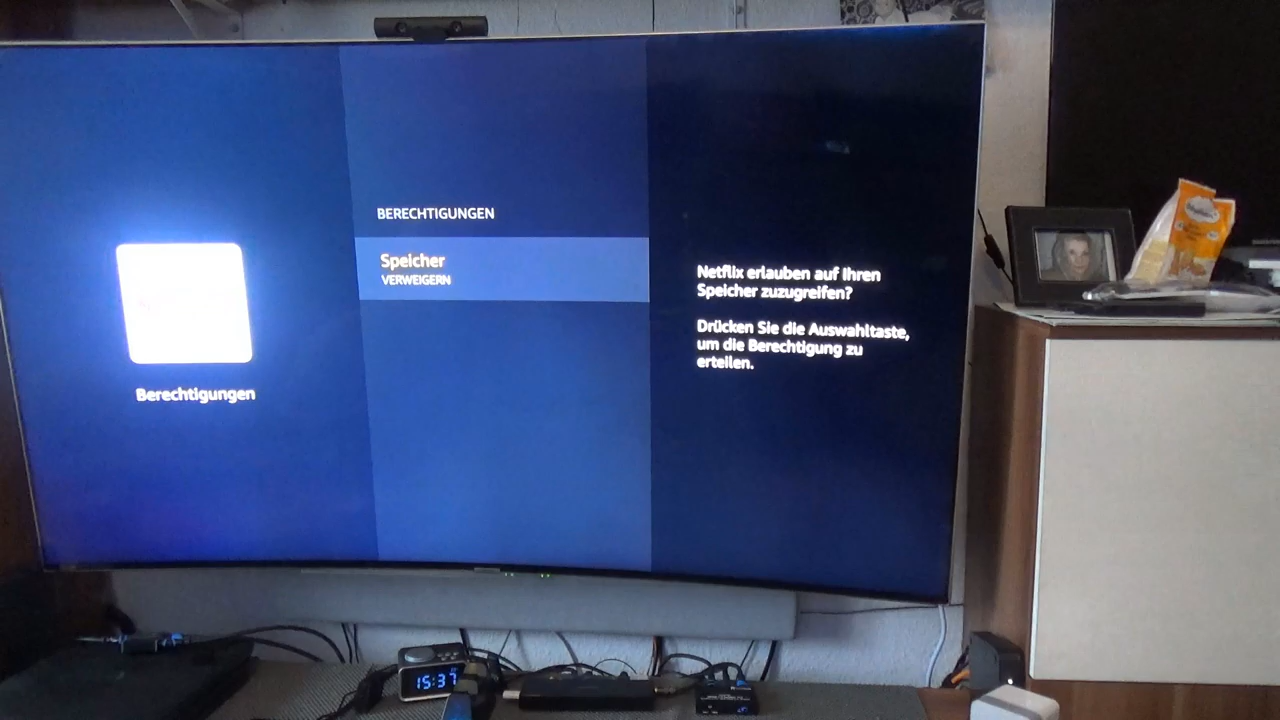 BERECHTIGUNGEN
Speicher
VERWEIGERN
Berechtigungen
Netflix erlauben auf Ihren
Speicher zuzugreifen?
Drücken Sie die Auswahltaste,
um die Berechtigung zu
erteilen.
15:37